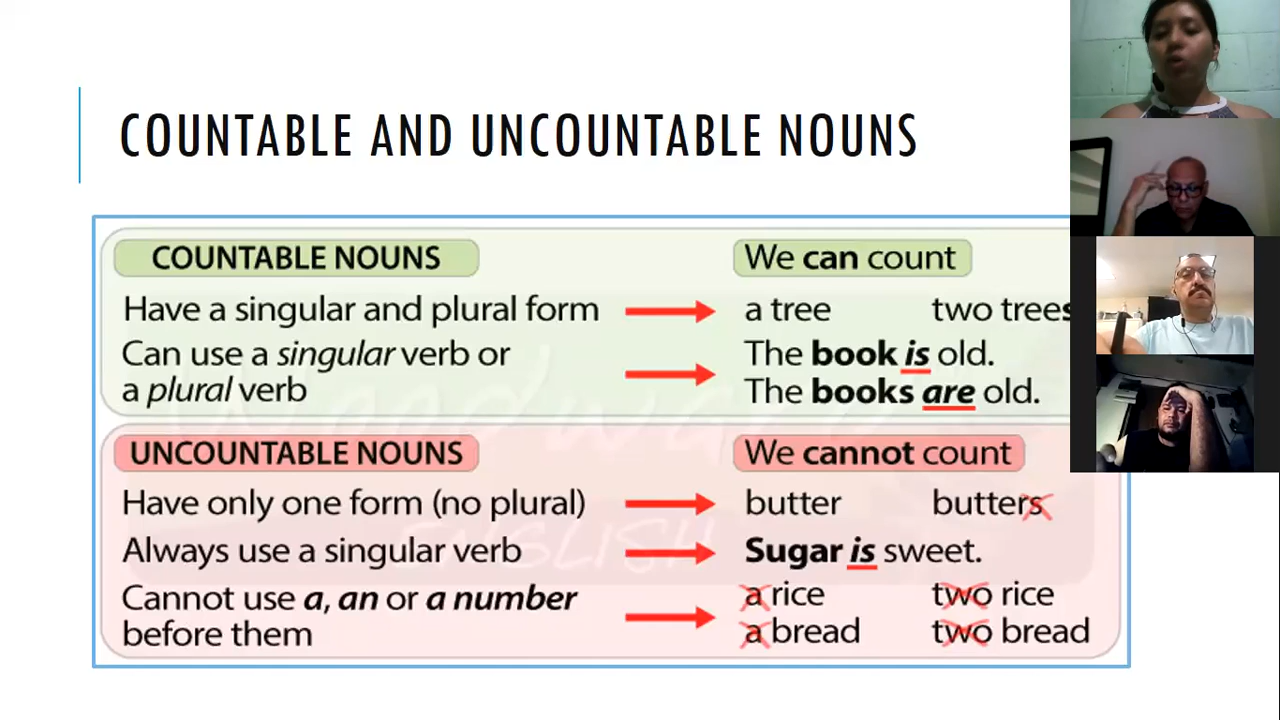 COUNTABLE AND UNCOUNTABLE NOUNS
COUNTABLE NOUNS We can count
Have a singular and plural form a tree two trees
Can use a singular verb or The book is old.
a plural verb The books are old.
UNCOUNTABLE NOUNS We cannot count
Have only one form (no plural) butter butters
Always use a singular verb Sugar is sweet.
Cannot use a, an or a number a rice two rice
before them a bread two bread
ENGLISH